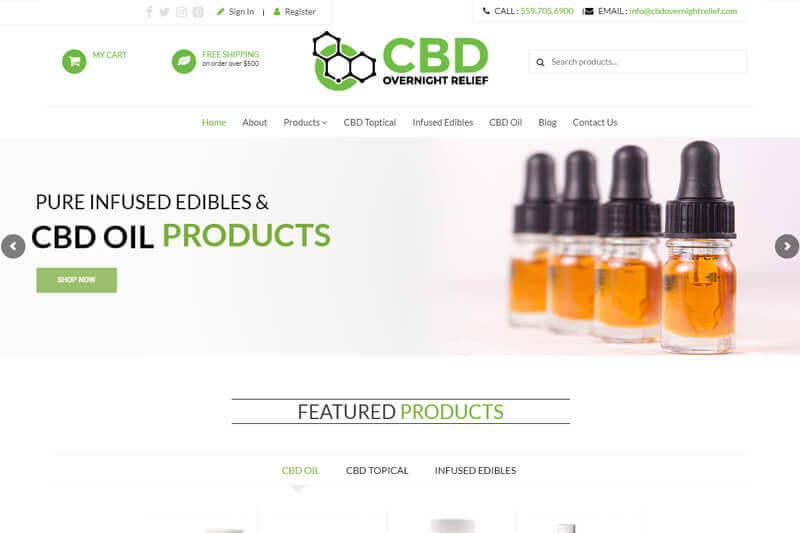 Sign In | Register
CALL : 559.705.6900 | EMAIL : info@cbdovernightrelief.com
MY CART
FREE SHIPPING
on order over $500
CBD
OVERNIGHT RELIEF
Search products...
Home About Products CBD Toptical Infused Edibles CBD Oil Blog Contact Us
PURE INFUSED EDIBLES &
CBD OIL PRODUCTS
SHOP NOW
FEATURED PRODUCTS
CBD OIL CBD TOPICAL INFUSED EDIBLES